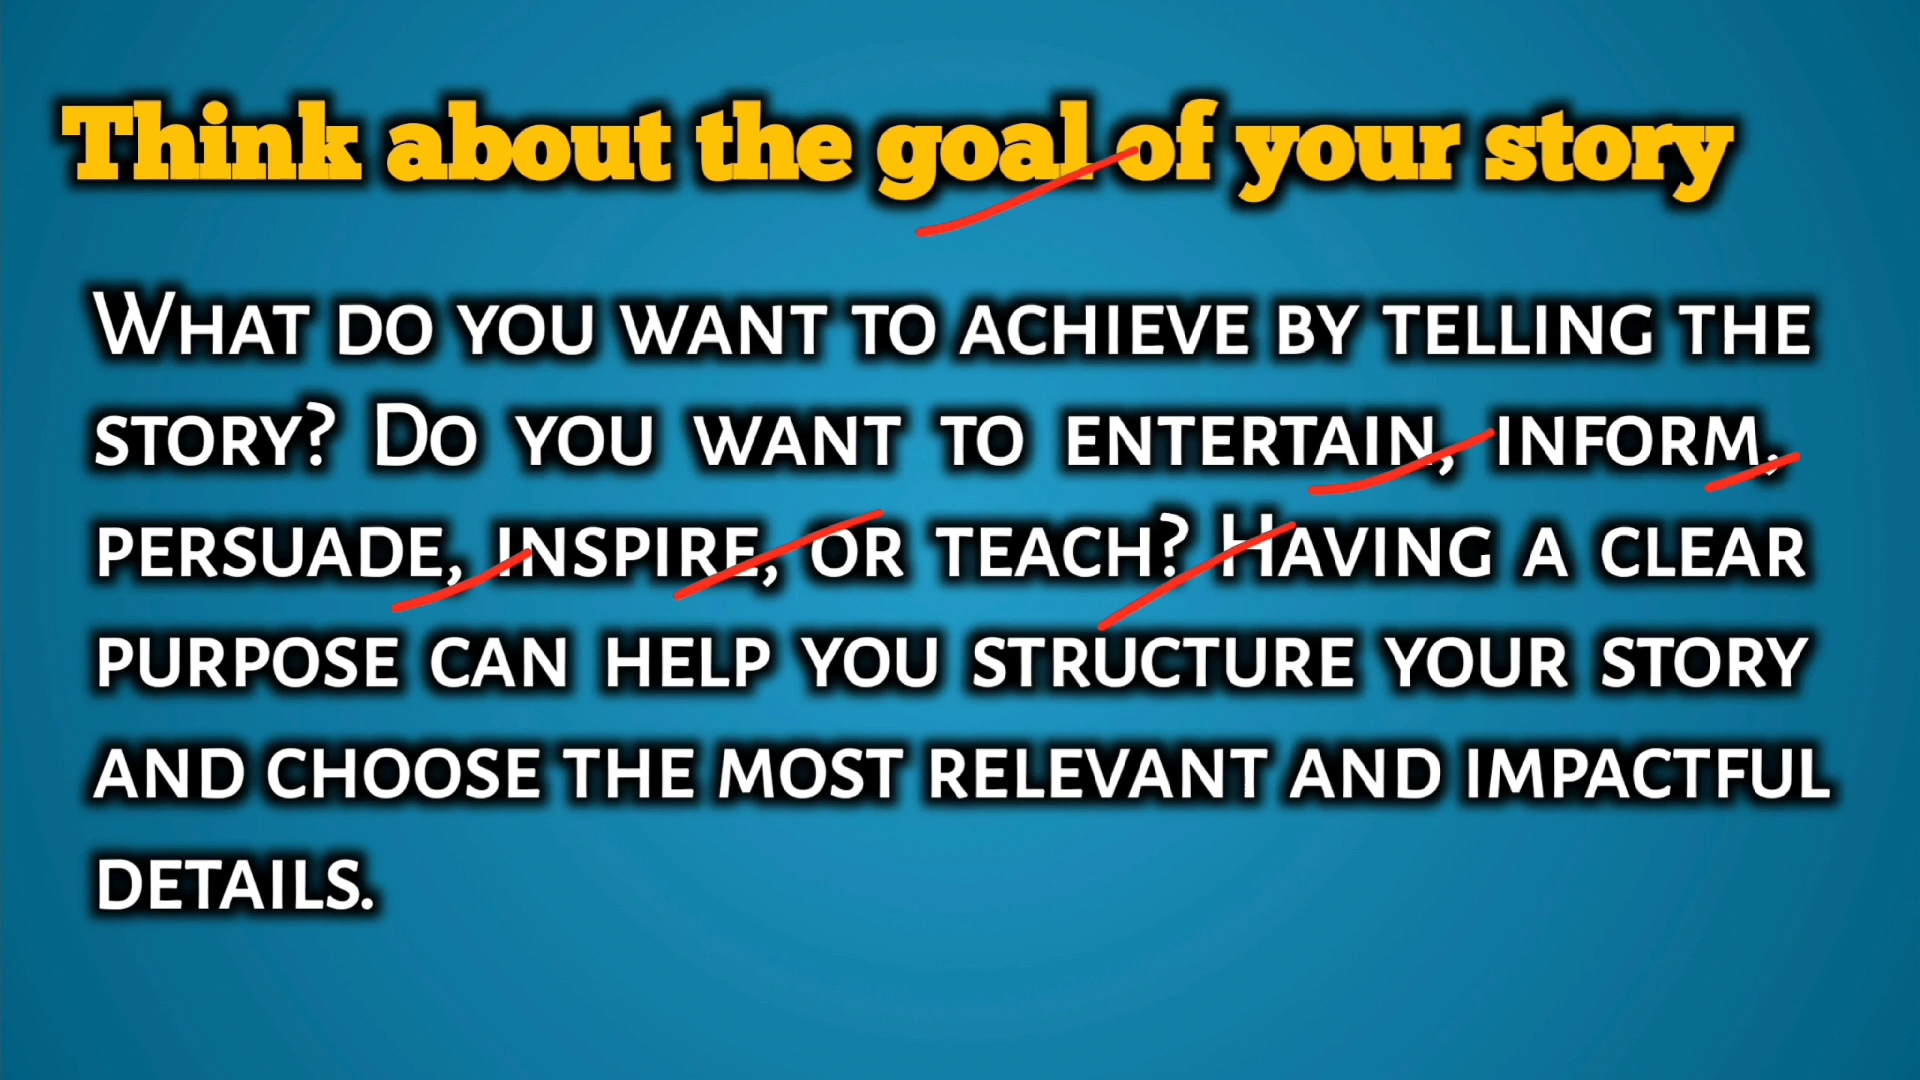 Think about the goal of your story
What do you want to achieve by telling the
story? Do you want to entertain, inform,
persuade, inspire, or teach? Having a clear
purpose can help you structure your story
and choose the most relevant and impactful
details.